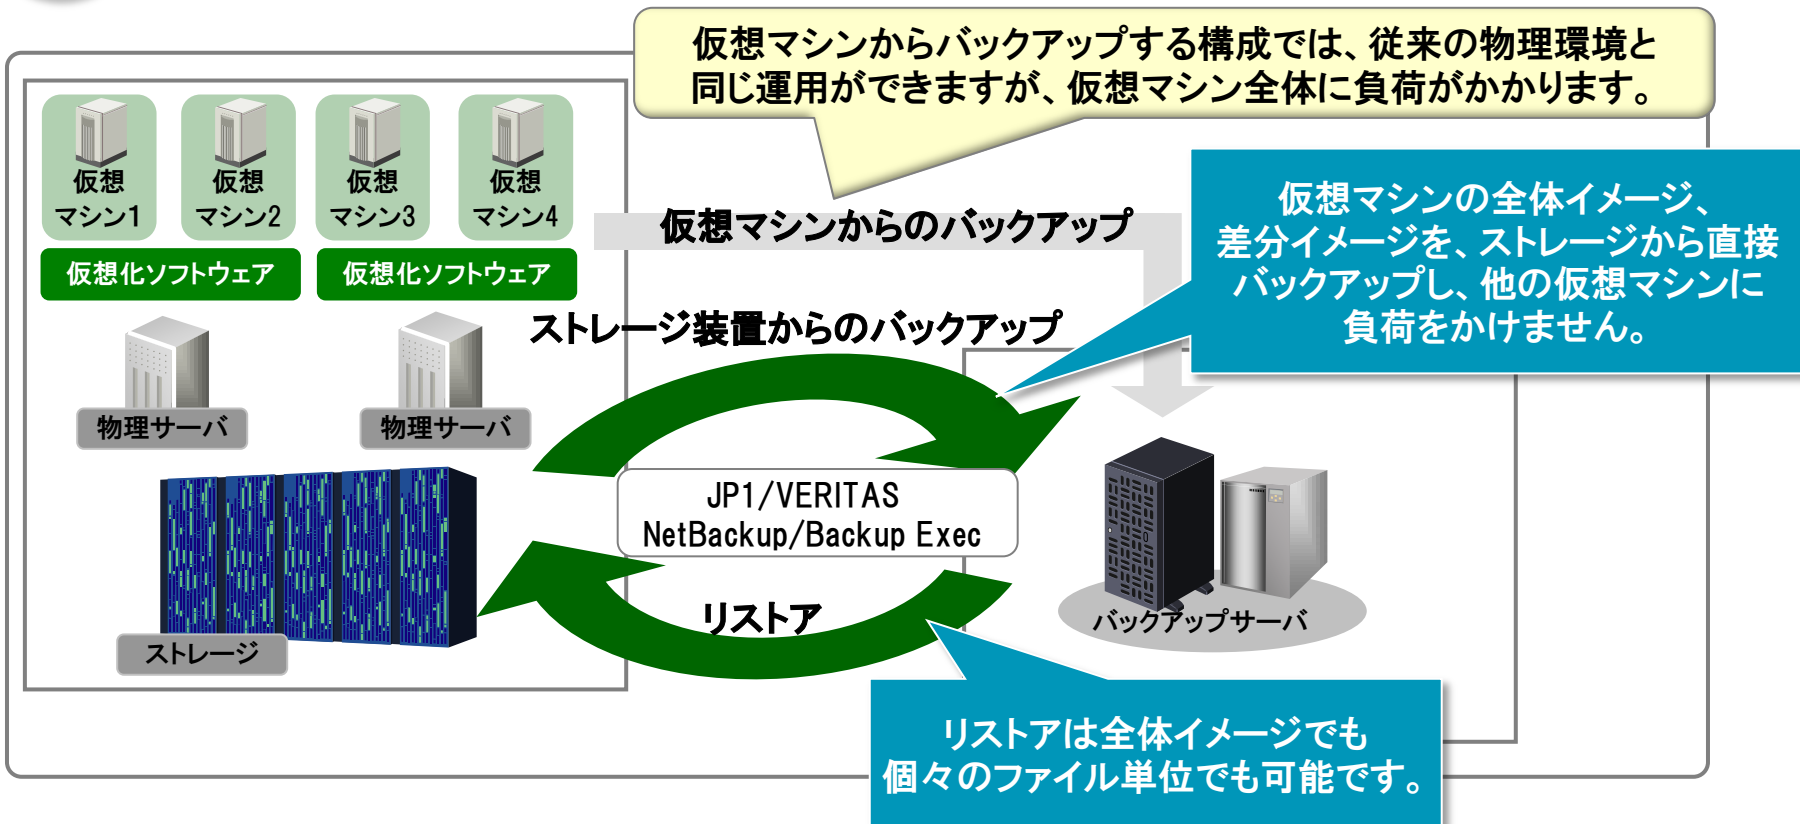 仮想マシンからバックアップする構成では、従来の物理環境と
同じ運用ができますが、仮想マシン全体に負荷がかかります。
仮想
マシン1
仮想
マシン2
仮想
マシン3
仮想
マシン4
仮想化ソフトウェア
仮想化ソフトウェア
仮想マシンからのバックアップ
仮想マシンの全体イメージ、
差分イメージを、ストレージから直接
バックアップし、他の仮想マシンに
負荷をかけません。
ストレージ装置からのバックアップ
物理サーバ
物理サーバ
JP1/VERITAS
NetBackup/Backup Exec
リストア
バックアップサーバ
ストレージ
リストアは全体イメージでも
個々のファイル単位でも可能です。